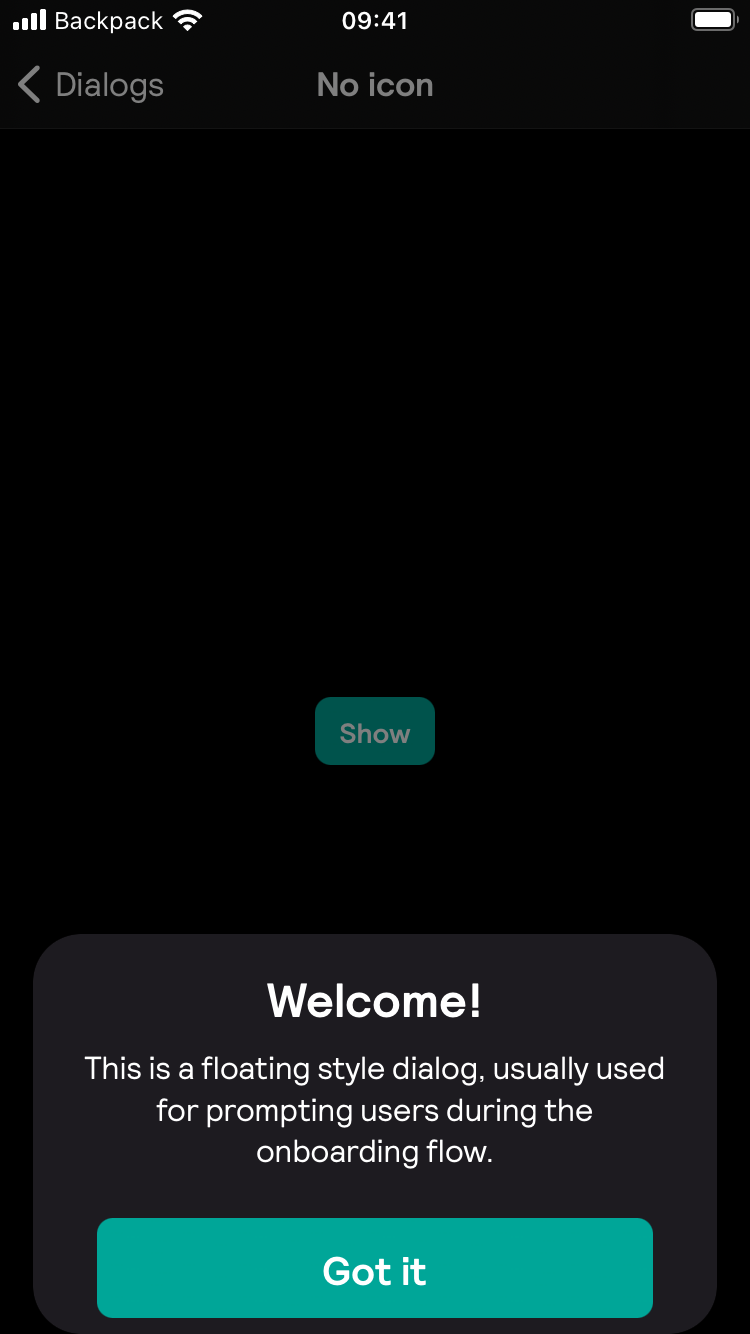 Backpack 09:41
Dialogs No icon
Show
Welcome!
This is a floating style dialog, usually used
for prompting users during the
onboarding flow.
Got it